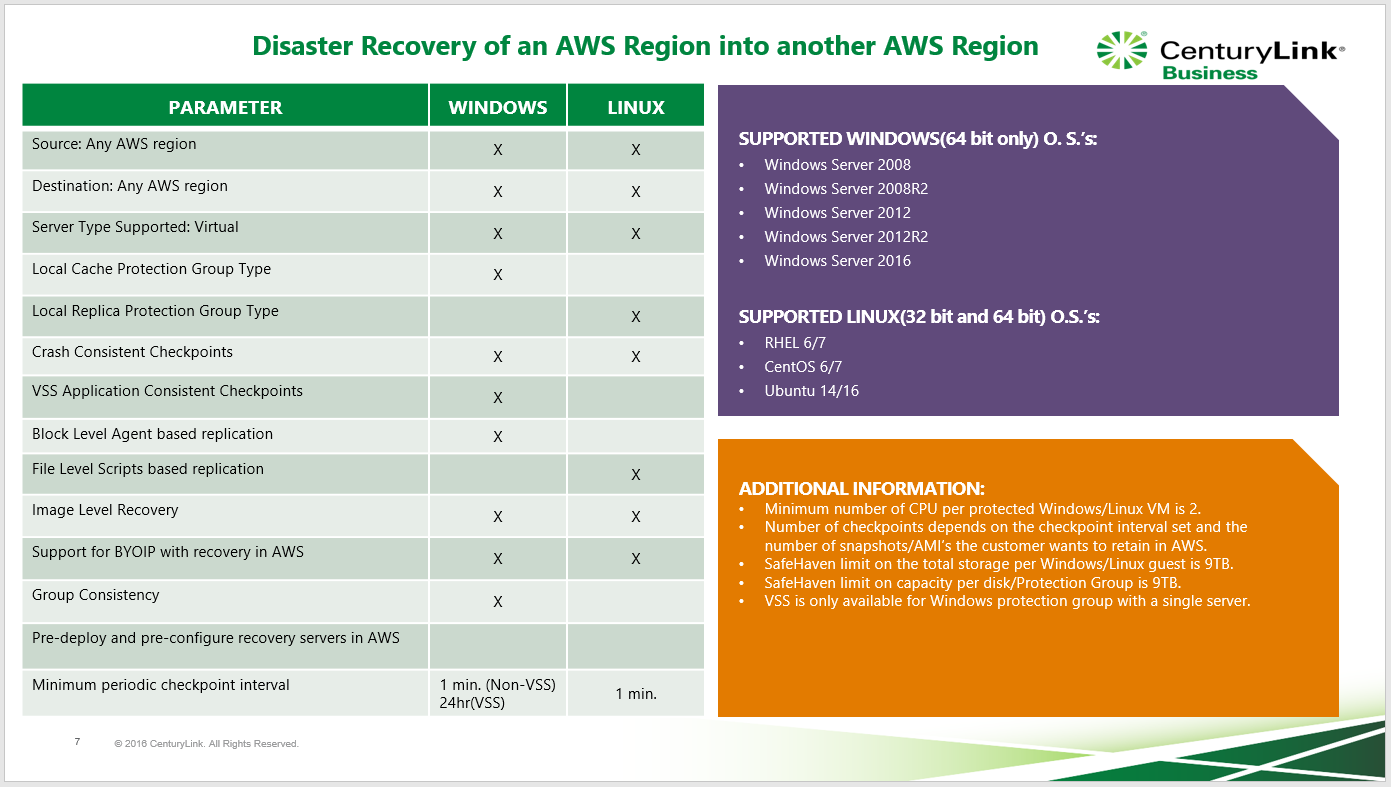 Disaster Recovery of an AWS Region into another AWS Region
CenturyLink®
Business
PARAMETER WINDOWS LINUX
Source: Any AWS region X X
Destination: Any AWS region X X
Server Type Supported: Virtual X X
Local Cache Protection Group Type X
Local Replica Protection Group Type X
Crash Consistent Checkpoints X X
VSS Application Consistent Checkpoints X
Block Level Agent based replication X
File Level Scripts based replication X
Image Level Recovery X X
Support for BYOIP with recovery in AWS X X
Group Consistency X
Pre-deploy and pre-configure recovery servers in AWS
Minimum periodic checkpoint interval 1 min. (Non-VSS) 1 min.
24hr(VSS)
SUPPORTED WINDOWS(64 bit only) O. S.’s:
• Windows Server 2008
• Windows Server 2008R2
• Windows Server 2012
• Windows Server 2012R2
• Windows Server 2016
SUPPORTED LINUX(32 bit and 64 bit) O.S.’s:
• RHEL 6/7
• CentOS 6/7
• Ubuntu 14/16
ADDITIONAL INFORMATION:
• Minimum number of CPU per protected Windows/Linux VM is 2.
• Number of checkpoints depends on the checkpoint interval set and the
number of snapshots/AMI’s the customer wants to retain in AWS.
• SafeHaven limit on the total storage per Windows/Linux guest is 9TB.
• SafeHaven limit on capacity per disk/Protection Group is 9TB.
• VSS is only available for Windows protection group with a single server.
7 © 2016 CenturyLink. All Rights Reserved.